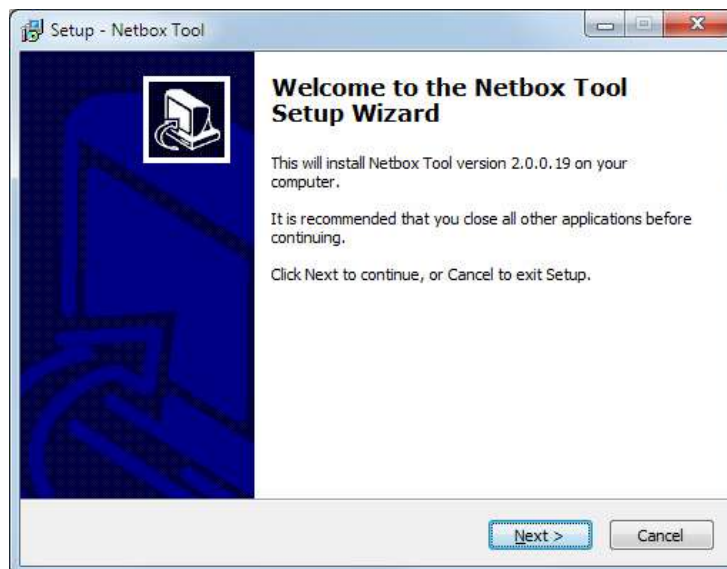 Setup - Netbox Tool
Welcome to the Netbox Tool
Setup Wizard
This will install Netbox Tool version 2.0.0.19 on your
computer.
It is recommended that you close all other applications before
continuing.
Click Next to continue, or Cancel to exit Setup.
Next >
Cancel